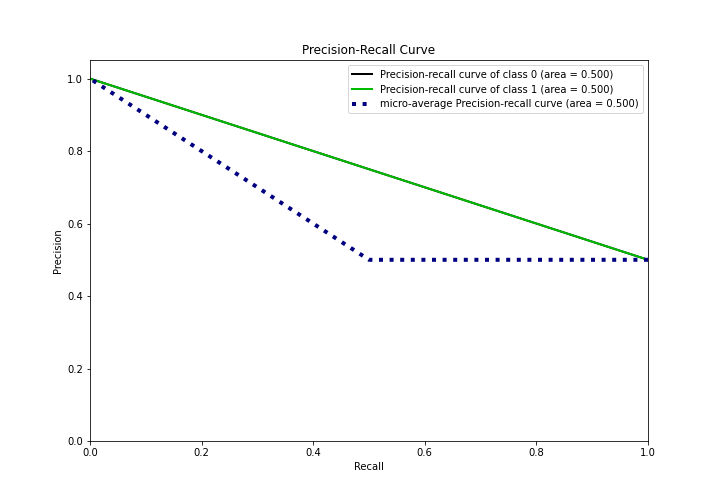 Precision-Recall Curve
Precision-recall curve of class 0 (area = 0.500)
Precision-recall curve of class 1 (area = 0.500)
micro-average Precision-recall curve (area = 0.500)
Precision
1.0
0.8
0.6
0.4
0.2
0.0
0.0 0.2 0.4 0.6 0.8 1.0
Recall